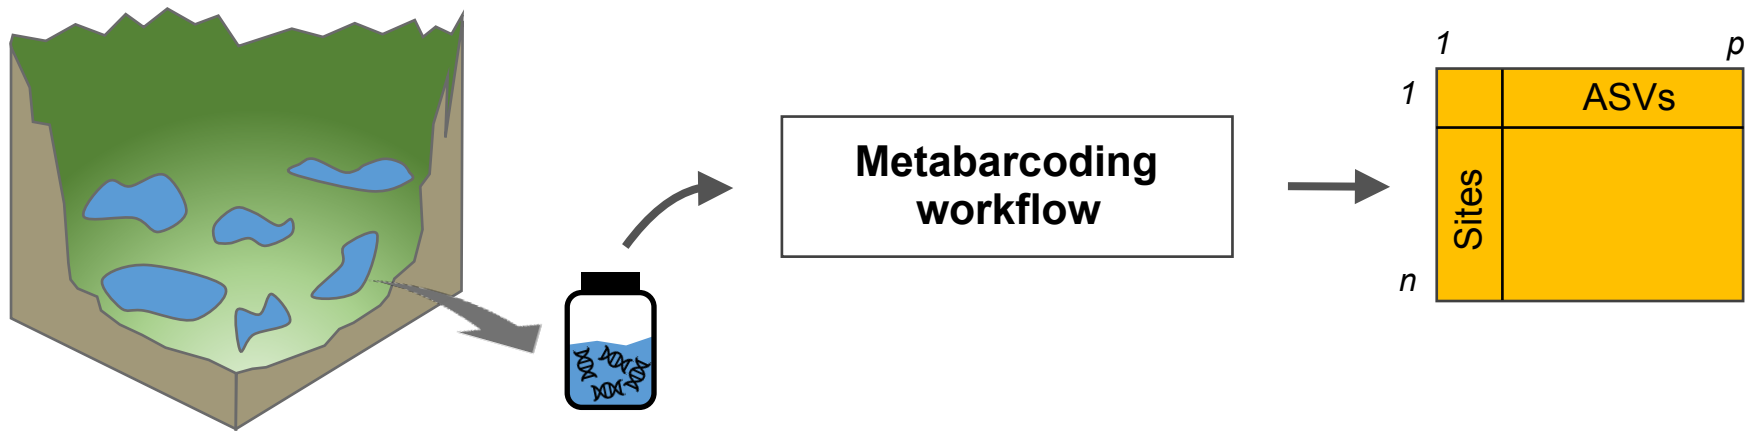 1 p
1 ASVs
Metabarcoding
workflow
Sites
n